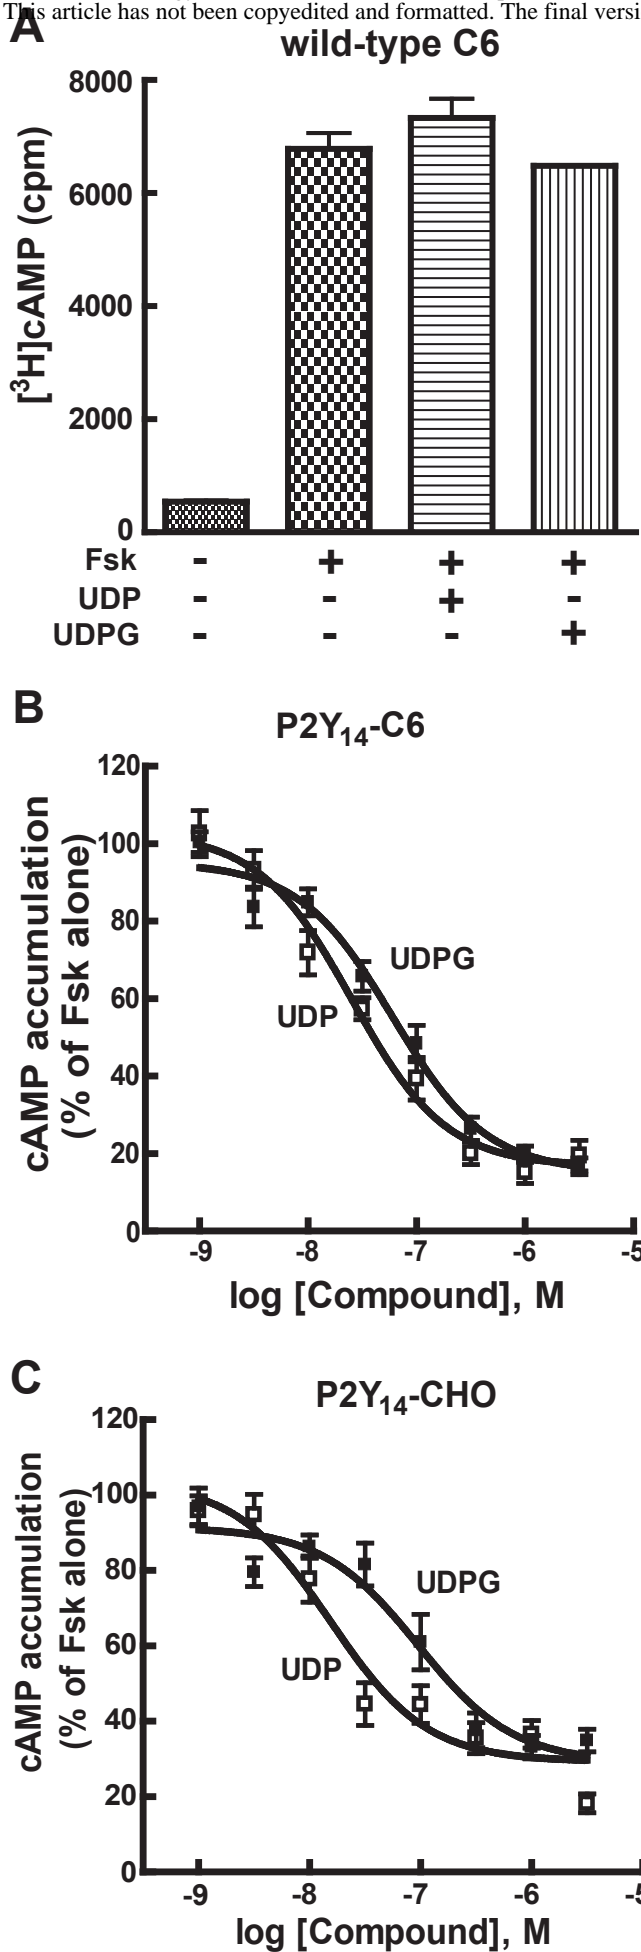 This article has not been copyedited and formatted. The final versi
A
wild-type C6
[³H]cAMP (cpm)
8000
6000
4000
2000
0
Fsk - + + +
UDP - - + -
UDPG - - - +
B
P2Y₁₄-C6
cAMP accumulation
(% of Fsk alone)
120
100
80
60
40
20
0
UDPG
UDP
-9 -8 -7 -6 -5
log [Compound], M
C
P2Y₁₄-CHO
cAMP accumulation
(% of Fsk alone)
120
100
80
60
40
20
0
UDPG
UDP
-9 -8 -7 -6 -5
log [Compound], M